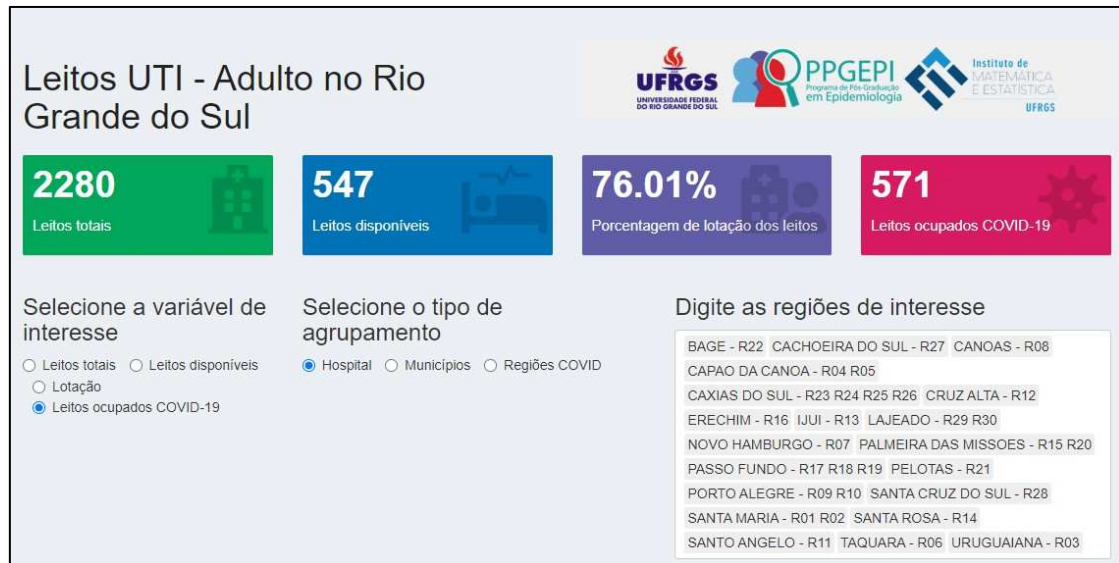 Leitos UTI - Adulto no Rio
Grande do Sul
UFRGS
UNIVERSIDADE FEDERAL
DO RIO GRANDE DO SUL
PPGEPI
Programa de Pós-Graduação
em Epidemiologia
Instituto de
MATEMÁTICA
E ESTATÍSTICA
UFRGS
2280
Leitos totais
547
Leitos disponíveis
76.01%
Porcentagem de lotação dos leitos
571
Leitos ocupados COVID-19
Selecione a variável de
interesse
Leitos totais Leitos disponíveis
Lotação
Leitos ocupados COVID-19
Selecione o tipo de
agrupamento
Hospital Municípios Regiões COVID
Digite as regiões de interesse
BAGE - R22 CACHOEIRA DO SUL - R27 CANOAS - R08
CAPAO DA CANOA - R04 R05
CAXIAS DO SUL - R23 R24 R25 R26 CRUZ ALTA - R12
ERECHIM - R16 IJUI - R13 LAJEADO - R29 R30
NOVO HAMBURGO - R07 PALMEIRA DAS MISSOES - R15 R20
PASSO FUNDO - R17 R18 R19 PELOTAS - R21
PORTO ALEGRE - R09 R10 SANTA CRUZ DO SUL - R28
SANTA MARIA - R01 R02 SANTA ROSA - R14
SANTO ANGELO - R11 TAQUARA - R06 URUGUAIANA - R03